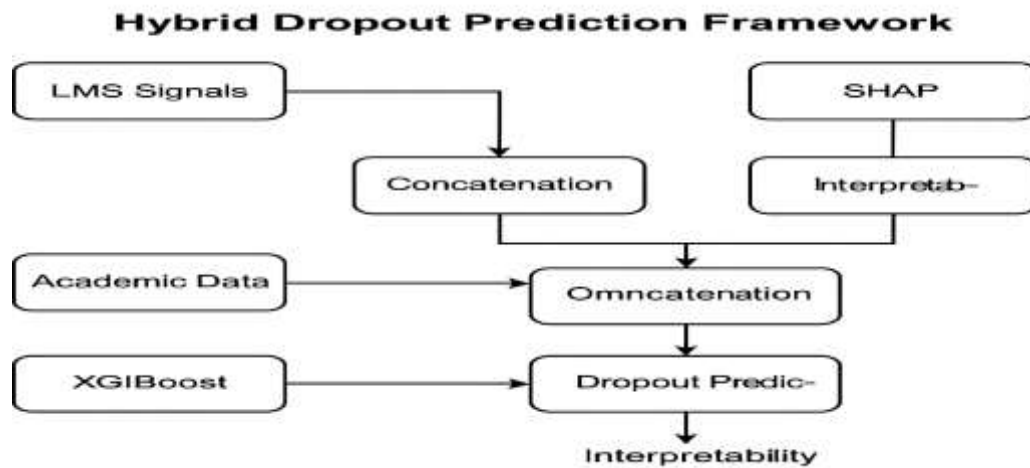 Hybrid Dropout Prediction Framework
LMS Signals
SHAP
Concatenation
Interpretab-
Academic Data
Omncatenation
XGIBoost
Dropout Predic-
Interpretability